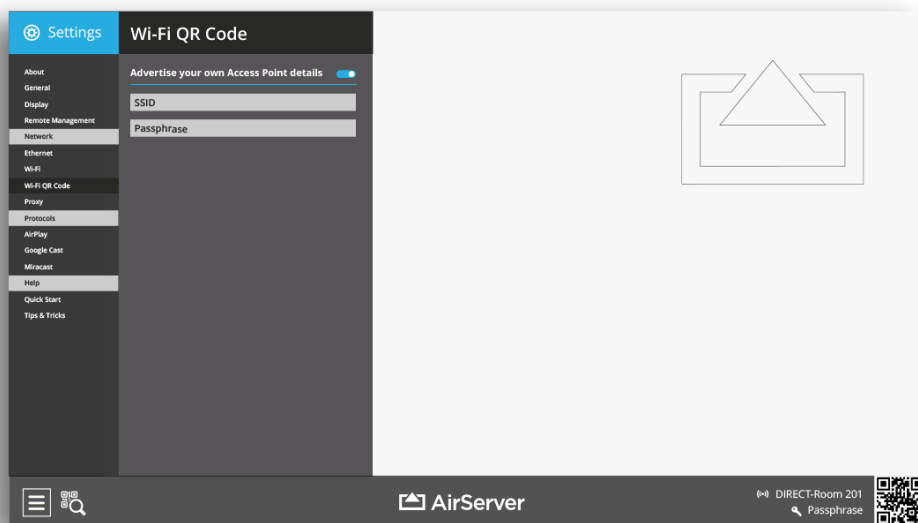 Settings
Wi-Fi QR Code
About
General
Display
Remote Management
Network
Ethernet
Wi-Fi
Wi-Fi QR Code
Proxy
Protocols
AirPlay
Google Cast
Miracast
Help
Quick Start
Tips & Tricks
Advertise your own Access Point details
SSID
Passphrase
AirServer
DIRECT-Room 201
Passphrase